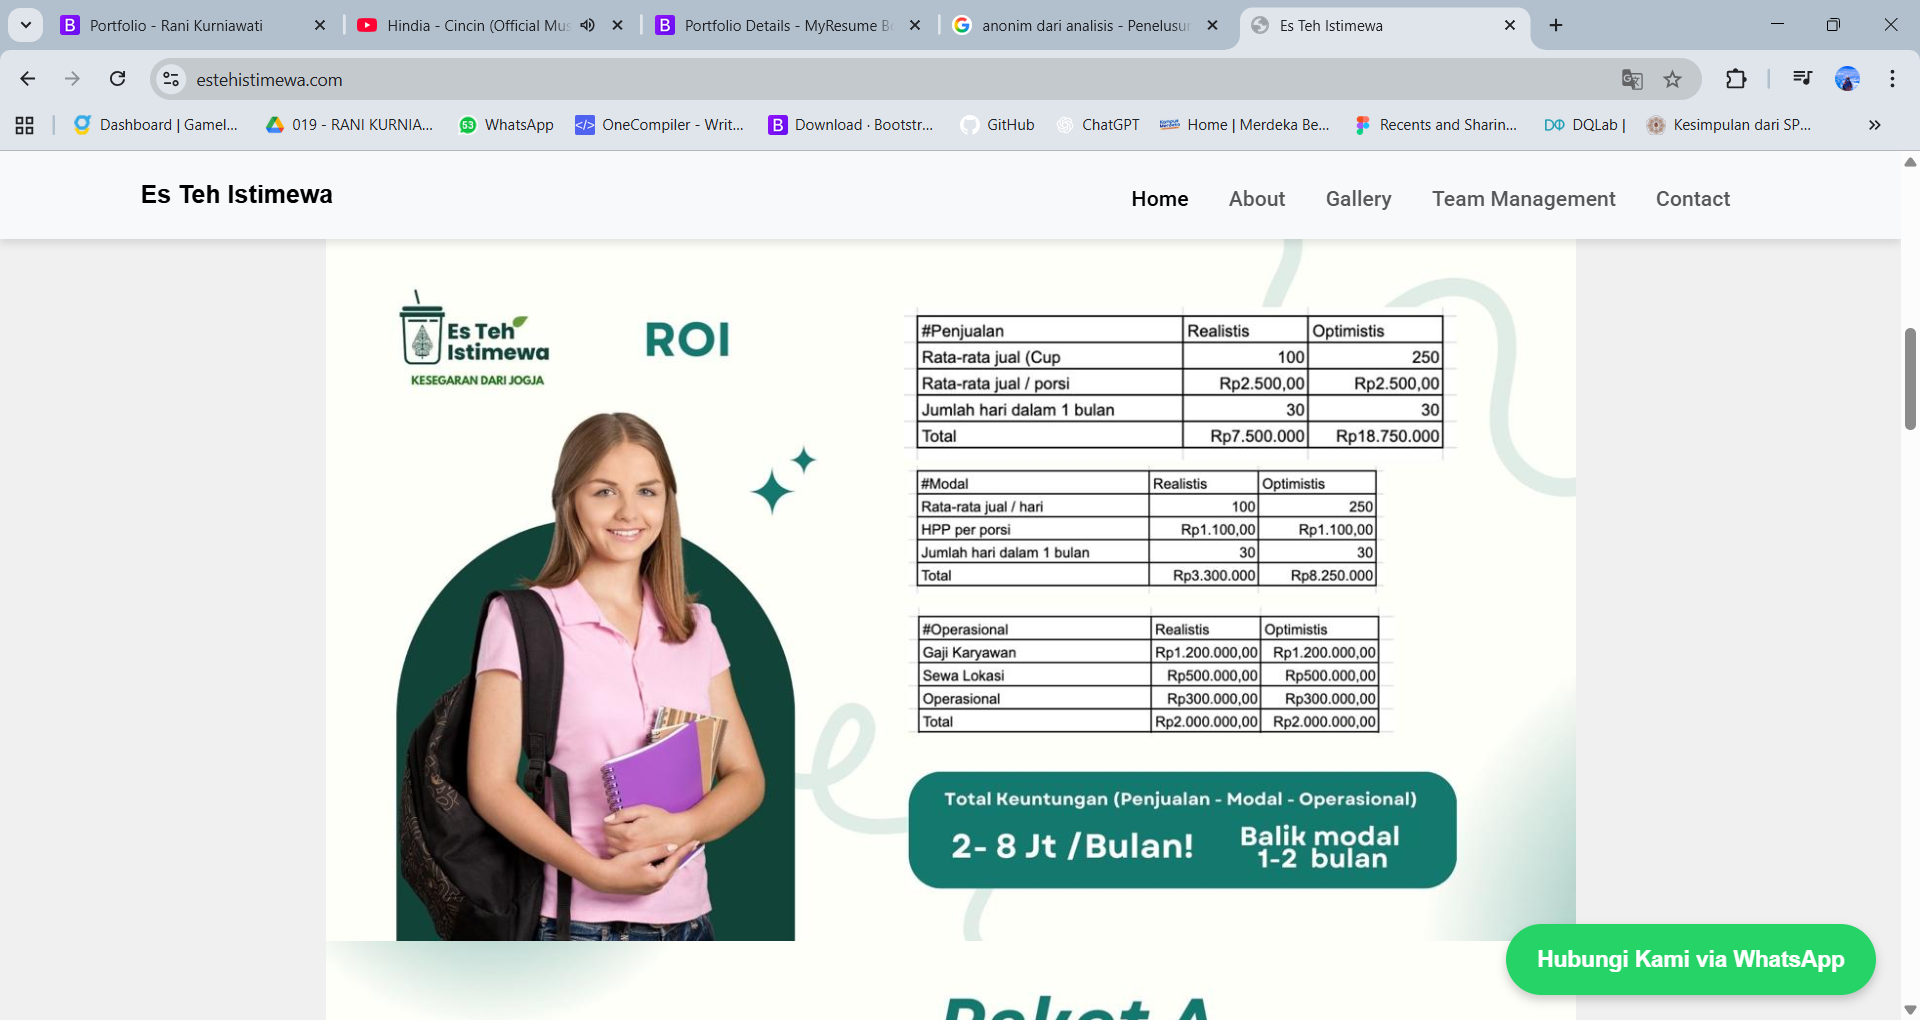 Portfolio - Rani Kurniawati
Hindia - Cincin (Official Mus
Portfolio Details - MyResume Bo
anonim dari analisis - Penelusur
Es Teh Istimewa
estehistimewa.com
Dashboard | Gamel...
019 - RANI KURNIA...
53
WhatsApp
OneCompiler - Writ...
Download · Bootstr...
GitHub
ChatGPT
Home | Merdeka Be...
Recents and Sharin...
DQLab |
Kesimpulan dari SP...
Es Teh Istimewa
Home About Gallery Team Management Contact
Es Teh
Istimewa
KESEGARAN DARI JOGJA
ROI
#Penjualan Realistis Optimistis
Rata-rata jual (Cup 100 250
Rata-rata jual / porsi Rp2.500,00 Rp2.500,00
Jumlah hari dalam 1 bulan 30 30
Total Rp7.500.000 Rp18.750.000
#Modal Realistis Optimistis
Rata-rata jual / hari 100 250
HPP per porsi Rp1.100,00 Rp1.100,00
Jumlah hari dalam 1 bulan 30 30
Total Rp3.300.000 Rp8.250.000
#Operasional Realistis Optimistis
Gaji Karyawan Rp1.200.000,00 Rp1.200.000,00
Sewa Lokasi Rp500.000,00 Rp500.000,00
Operasional Rp300.000,00 Rp300.000,00
Total Rp2.000.000,00 Rp2.000.000,00
Total Keuntungan (Penjualan - Modal - Operasional)
2- 8 Jt /Bulan!
Balik modal
1-2 bulan
Hubungi Kami via WhatsApp
Paket A